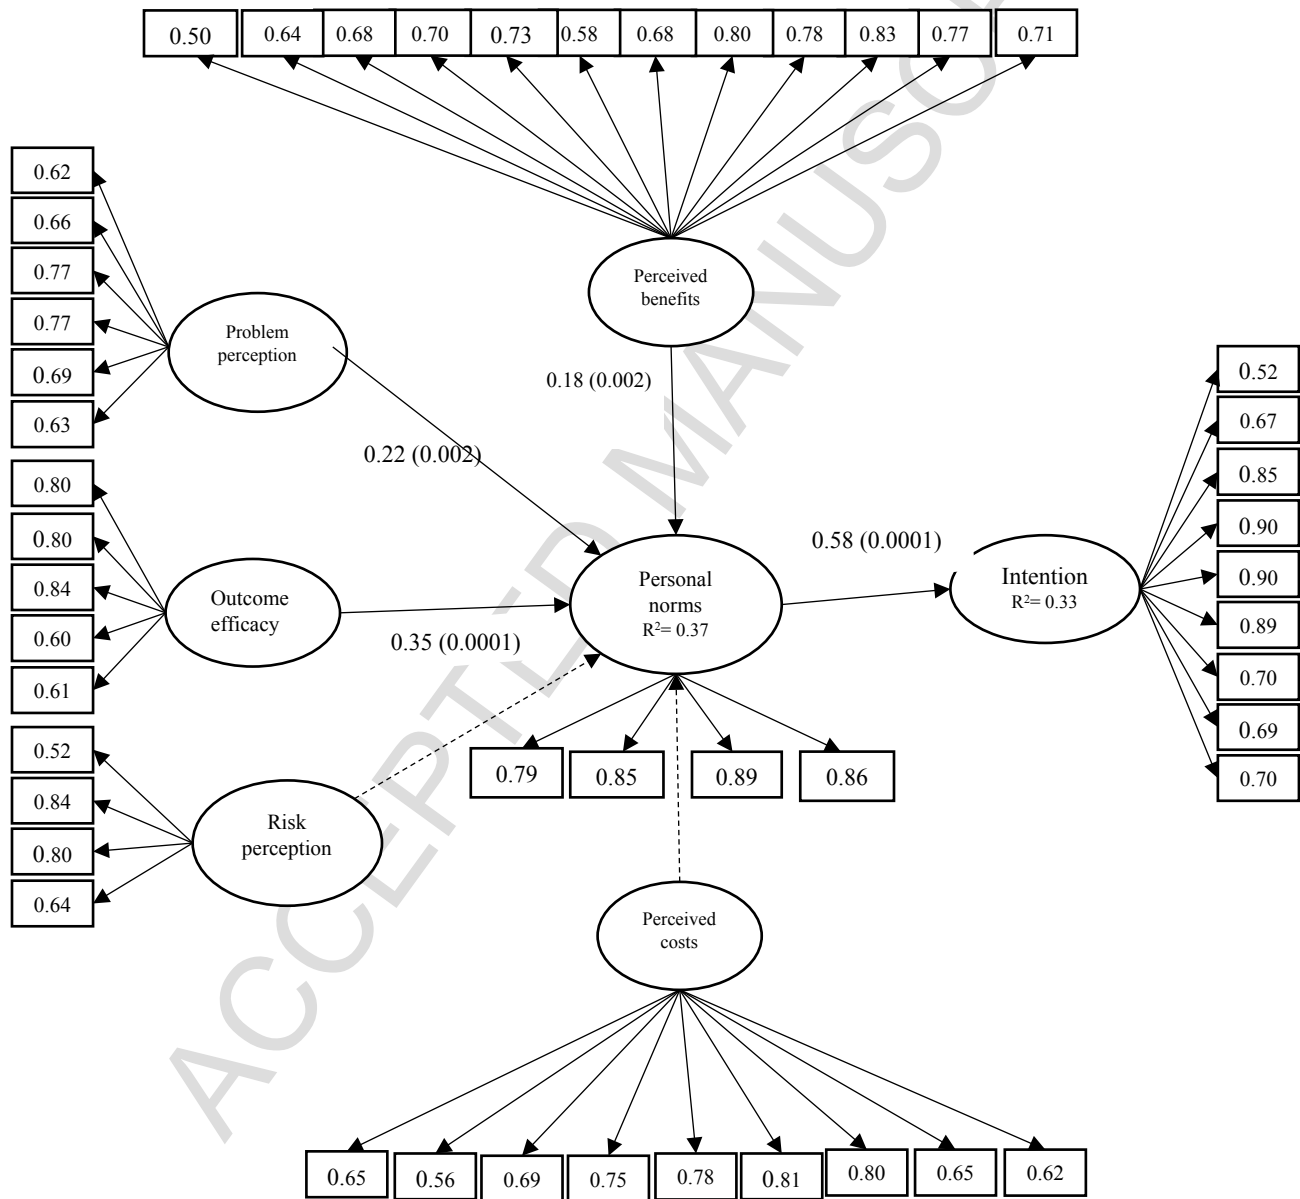 0.50 0.64 0.68 0.70 0.73 0.58 0.68 0.80 0.78 0.83 0.77 0.71
0.62
0.66
0.77
0.77
0.69
0.63
Problem
perception
Perceived
benefits
0.18 (0.002)
0.22 (0.002)
0.80
0.80
0.84
0.60
0.61
Outcome
efficacy
0.35 (0.0001)
Personal
norms
R²= 0.37
0.58 (0.0001)
Intention
R²= 0.33
0.52
0.67
0.85
0.90
0.90
0.89
0.70
0.69
0.70
0.79 0.85 0.89 0.86
0.52
0.84
0.80
0.64
Risk
perception
Perceived
costs
0.65 0.56 0.69 0.75 0.78 0.81 0.80 0.65 0.62
ACCEPTED MANUSC